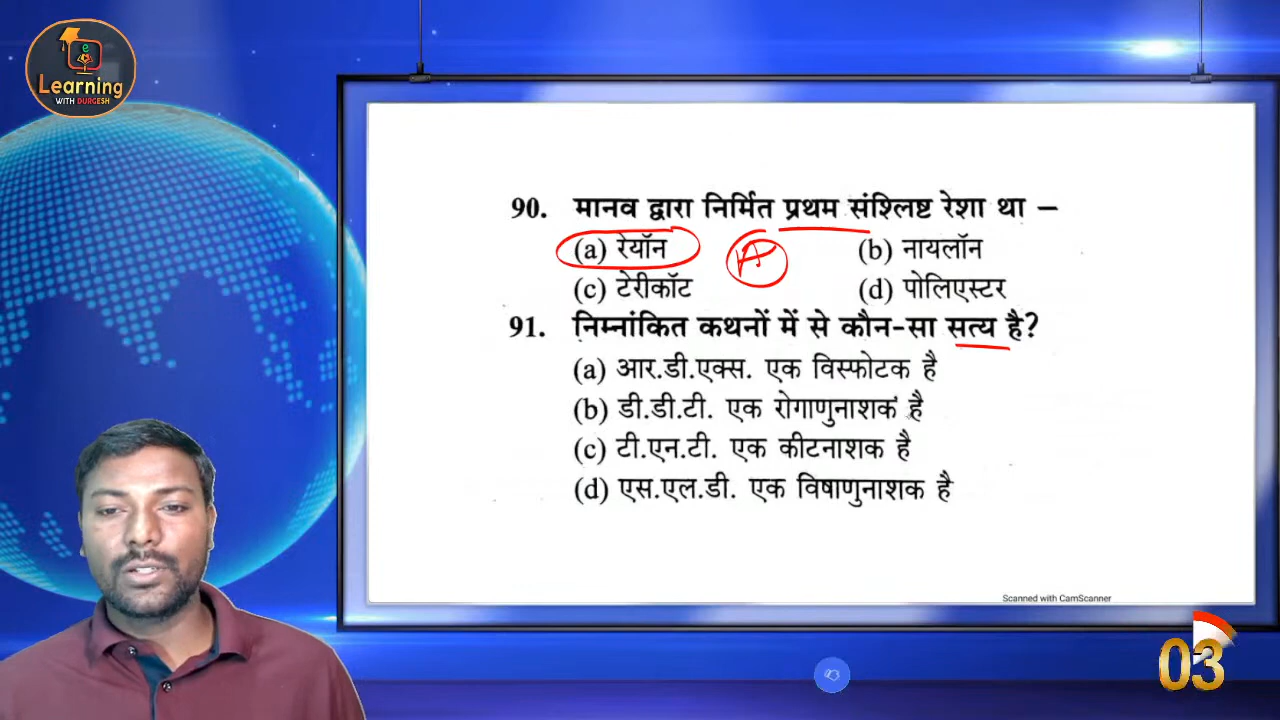 e
Learning
WITH DURGESH
90. मानव द्वारा निर्मित प्रथम संश्लिष्ट रेशा था –
(a) रेयॉन (b) नायलॉन
A
(c) टेरीकॉट (d) पोलिएस्टर
91. निम्नांकित कथनों में से कौन-सा सत्य है?
(a) आर.डी.एक्स. एक विस्फोटक है
(b) डी.डी.टी. एक रोगाणुनाशक है
(c) टी.एन.टी. एक कीटनाशक है
(d) एस.एल.डी. एक विषाणुनाशक है
Scanned with CamScanner
03